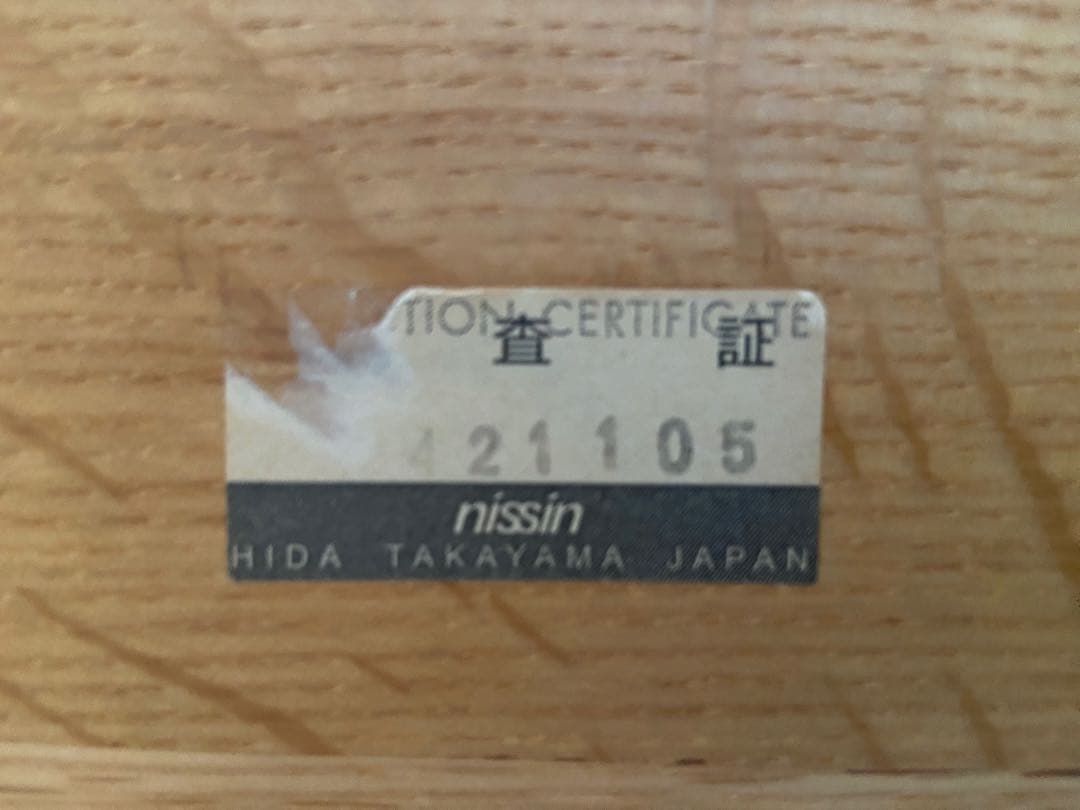 TION CERTIFICATE
査 証
421105
nissin
HIDA TAKAYAMA JAPAN